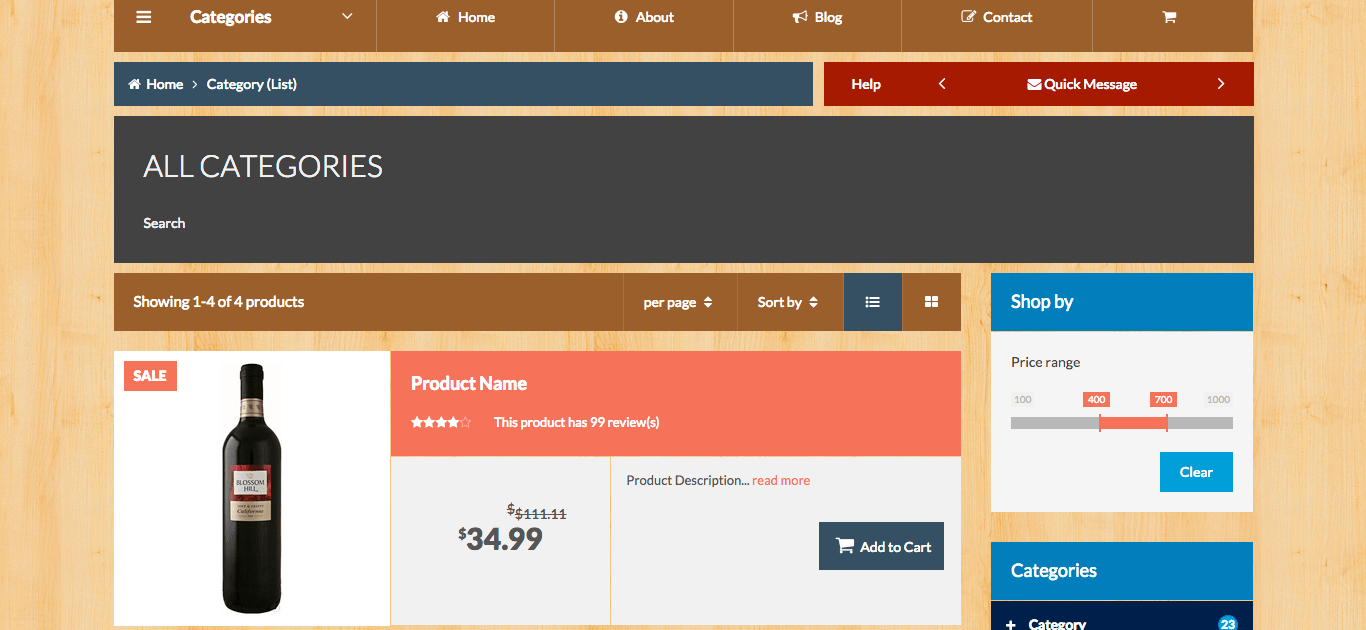 Categories
Home
About
Blog
Contact
Home > Category (List)
Help
Quick Message
ALL CATEGORIES
Search
Showing 1-4 of 4 products
per page
Sort by
Shop by
Price range
100
400
700
1000
Clear
SALE
BLOSSOM
HILL
California
Product Name
This product has 99 review(s)
$$111.11
$34.99
Product Description... read more
Add to Cart
Categories
+ Category
23